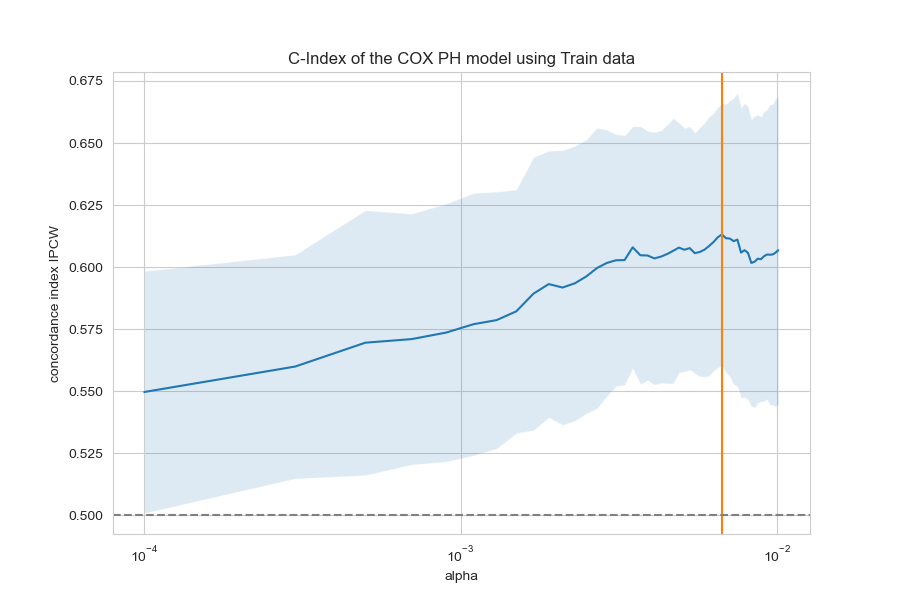 C-Index of the COX PH model using Train data
concordance index IPCW
0.675
0.650
0.625
0.600
0.575
0.550
0.525
0.500
10⁻⁴ 10⁻³ 10⁻²
alpha